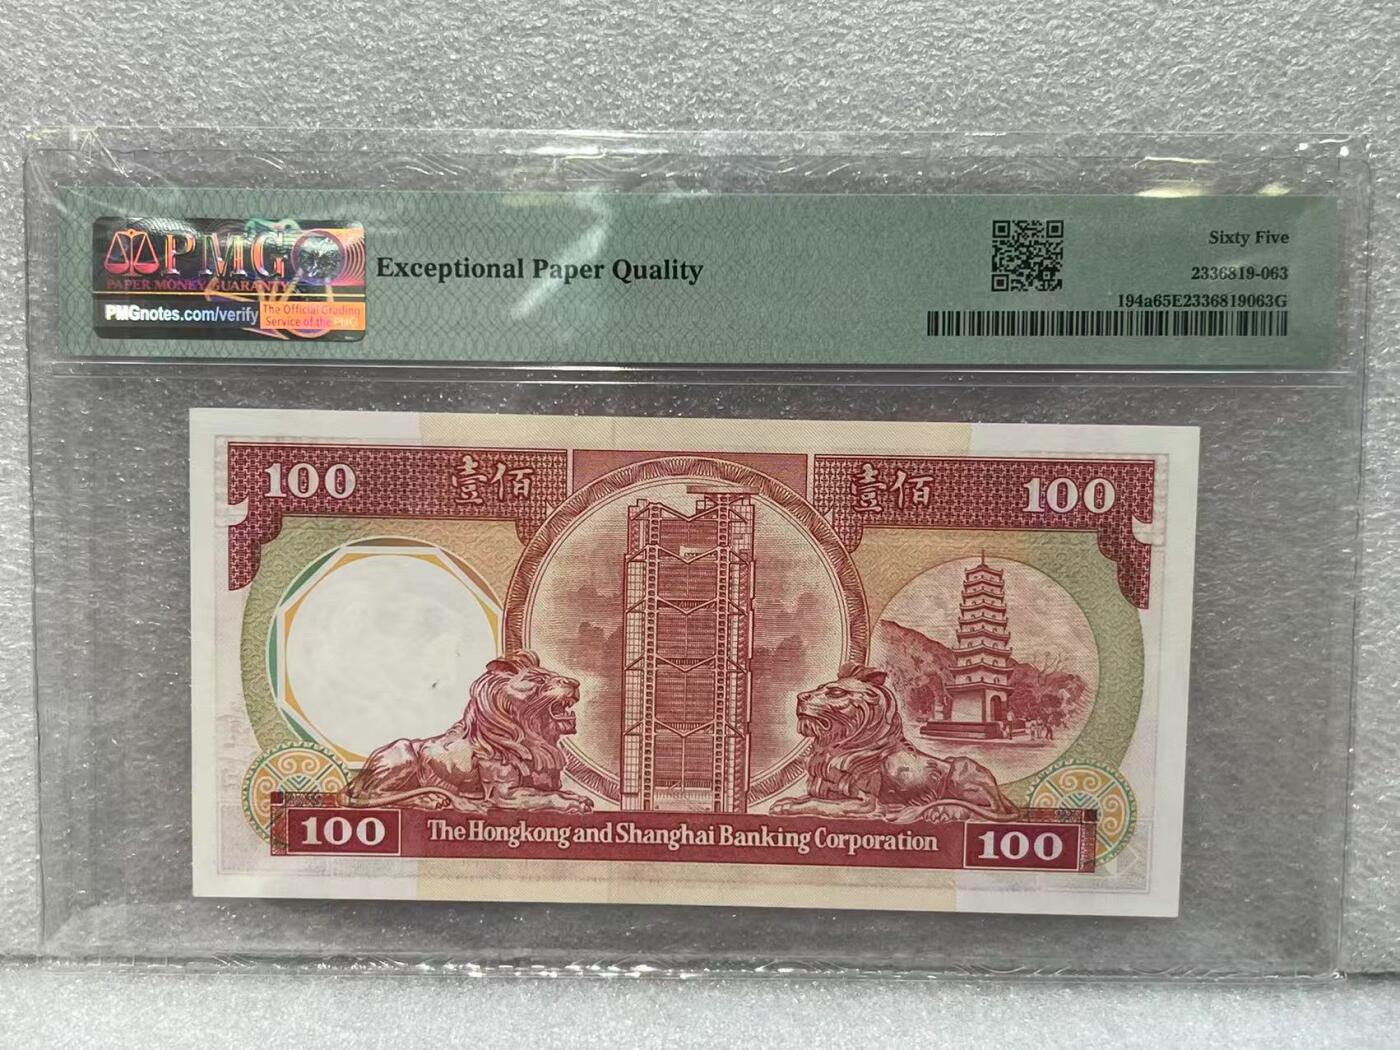 PMG
PAPER MONEY GUARANTY
PMGnotes.com/verify
The Official Grading
Service of the PMG
Exceptional Paper Quality
Sixty Five
2336819-063
194a65E2336819063G
100 壹佰 壹佰 100
100 The Hongkong and Shanghai Banking Corporation 100